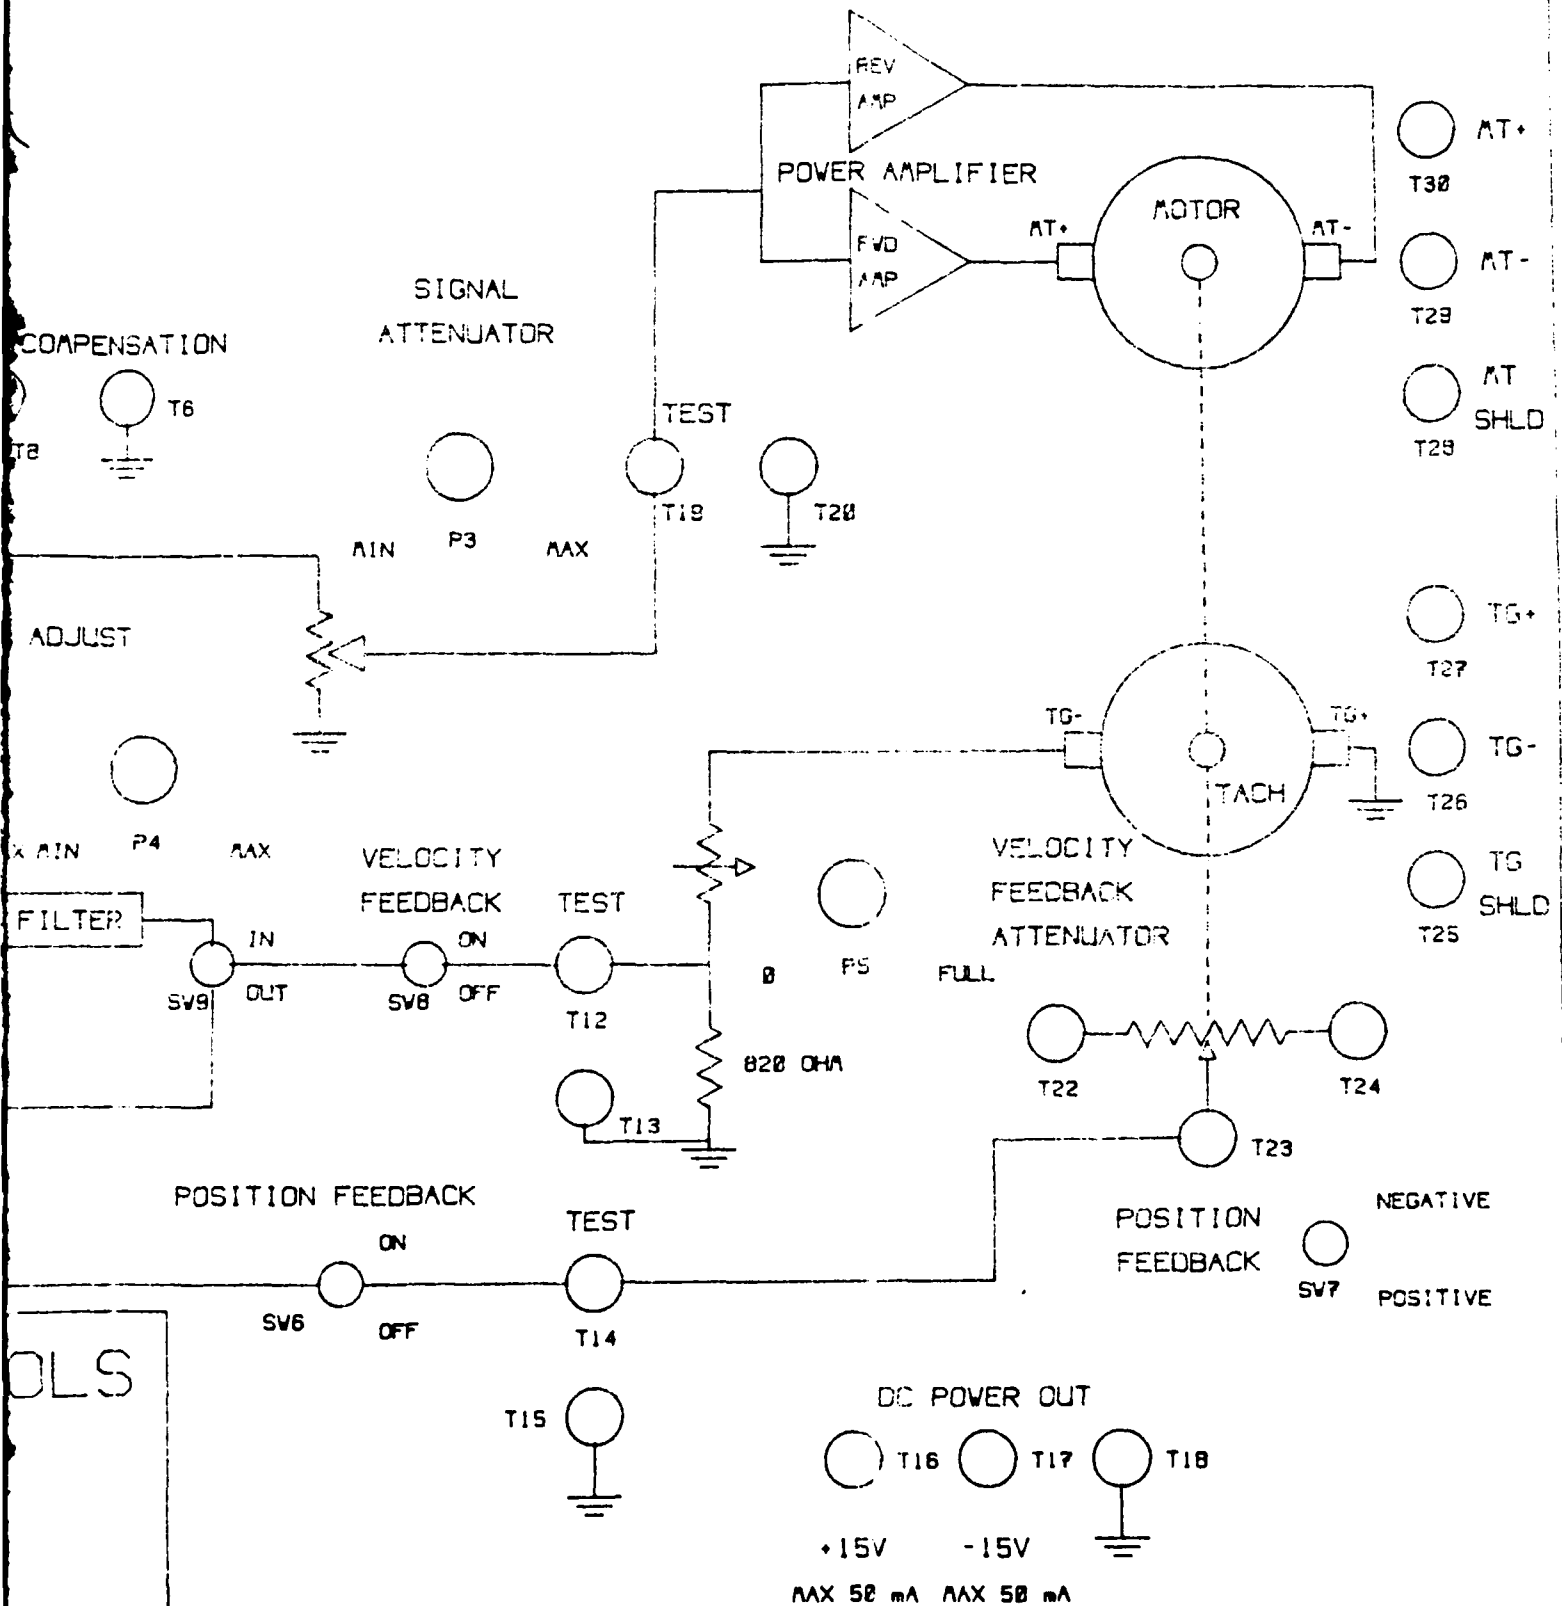 REV
AMP
POWER AMPLIFIER
FWD
AMP
MOTOR
MT+
MT-
MT+
T30
MT-
T29
MT
SHLD
T28
SIGNAL
ATTENUATOR
COMPENSATION
T6
TEST
T19
T20
MIN
P3
MAX
ADJUST
TG+
T27
TG-
TG+
TG-
T26
TACH
TG
SHLD
T25
P4
MIN
MAX
VELOCITY
FEEDBACK
TEST
VELOCITY
FEEDBACK
ATTENUATOR
FILTER
IN
OUT
SW9
ON
OFF
SW8
T12
0
P5
FULL
T22
T24
820 OHM
T13
T23
POSITION FEEDBACK
ON
OFF
SW6
TEST
T14
POSITION
FEEDBACK
NEGATIVE
SW7
POSITIVE
OLS
T15
DC POWER OUT
T16
T17
T18
+15V
-15V
MAX 50 mA
MAX 50 mA